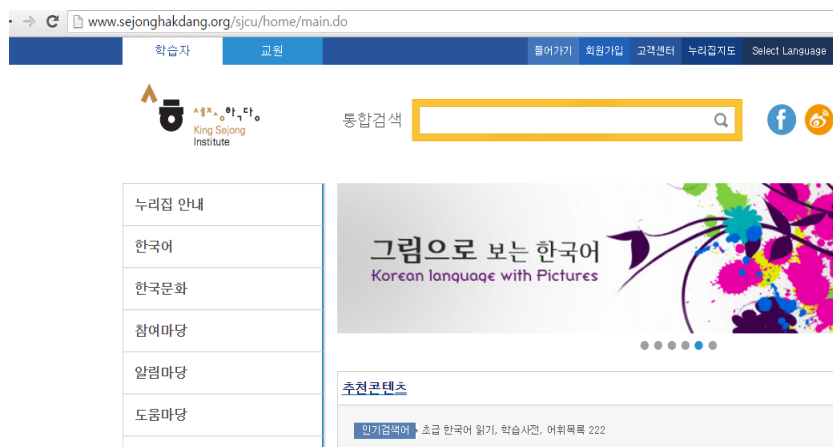 www.sejonghakdang.org/sjcu/home/main.do
학습자 교원 들어가기 회원가입 고객센터 누리집지도 Select Language
세종학당
King Sejong
Institute
통합검색
누리집 안내
한국어
한국문화
참여마당
알림마당
도움마당
그림으로 보는 한국어
Korean language with Pictures
추천콘텐츠
인기검색어 초급 한국어 읽기, 학습사전, 어휘목록 222